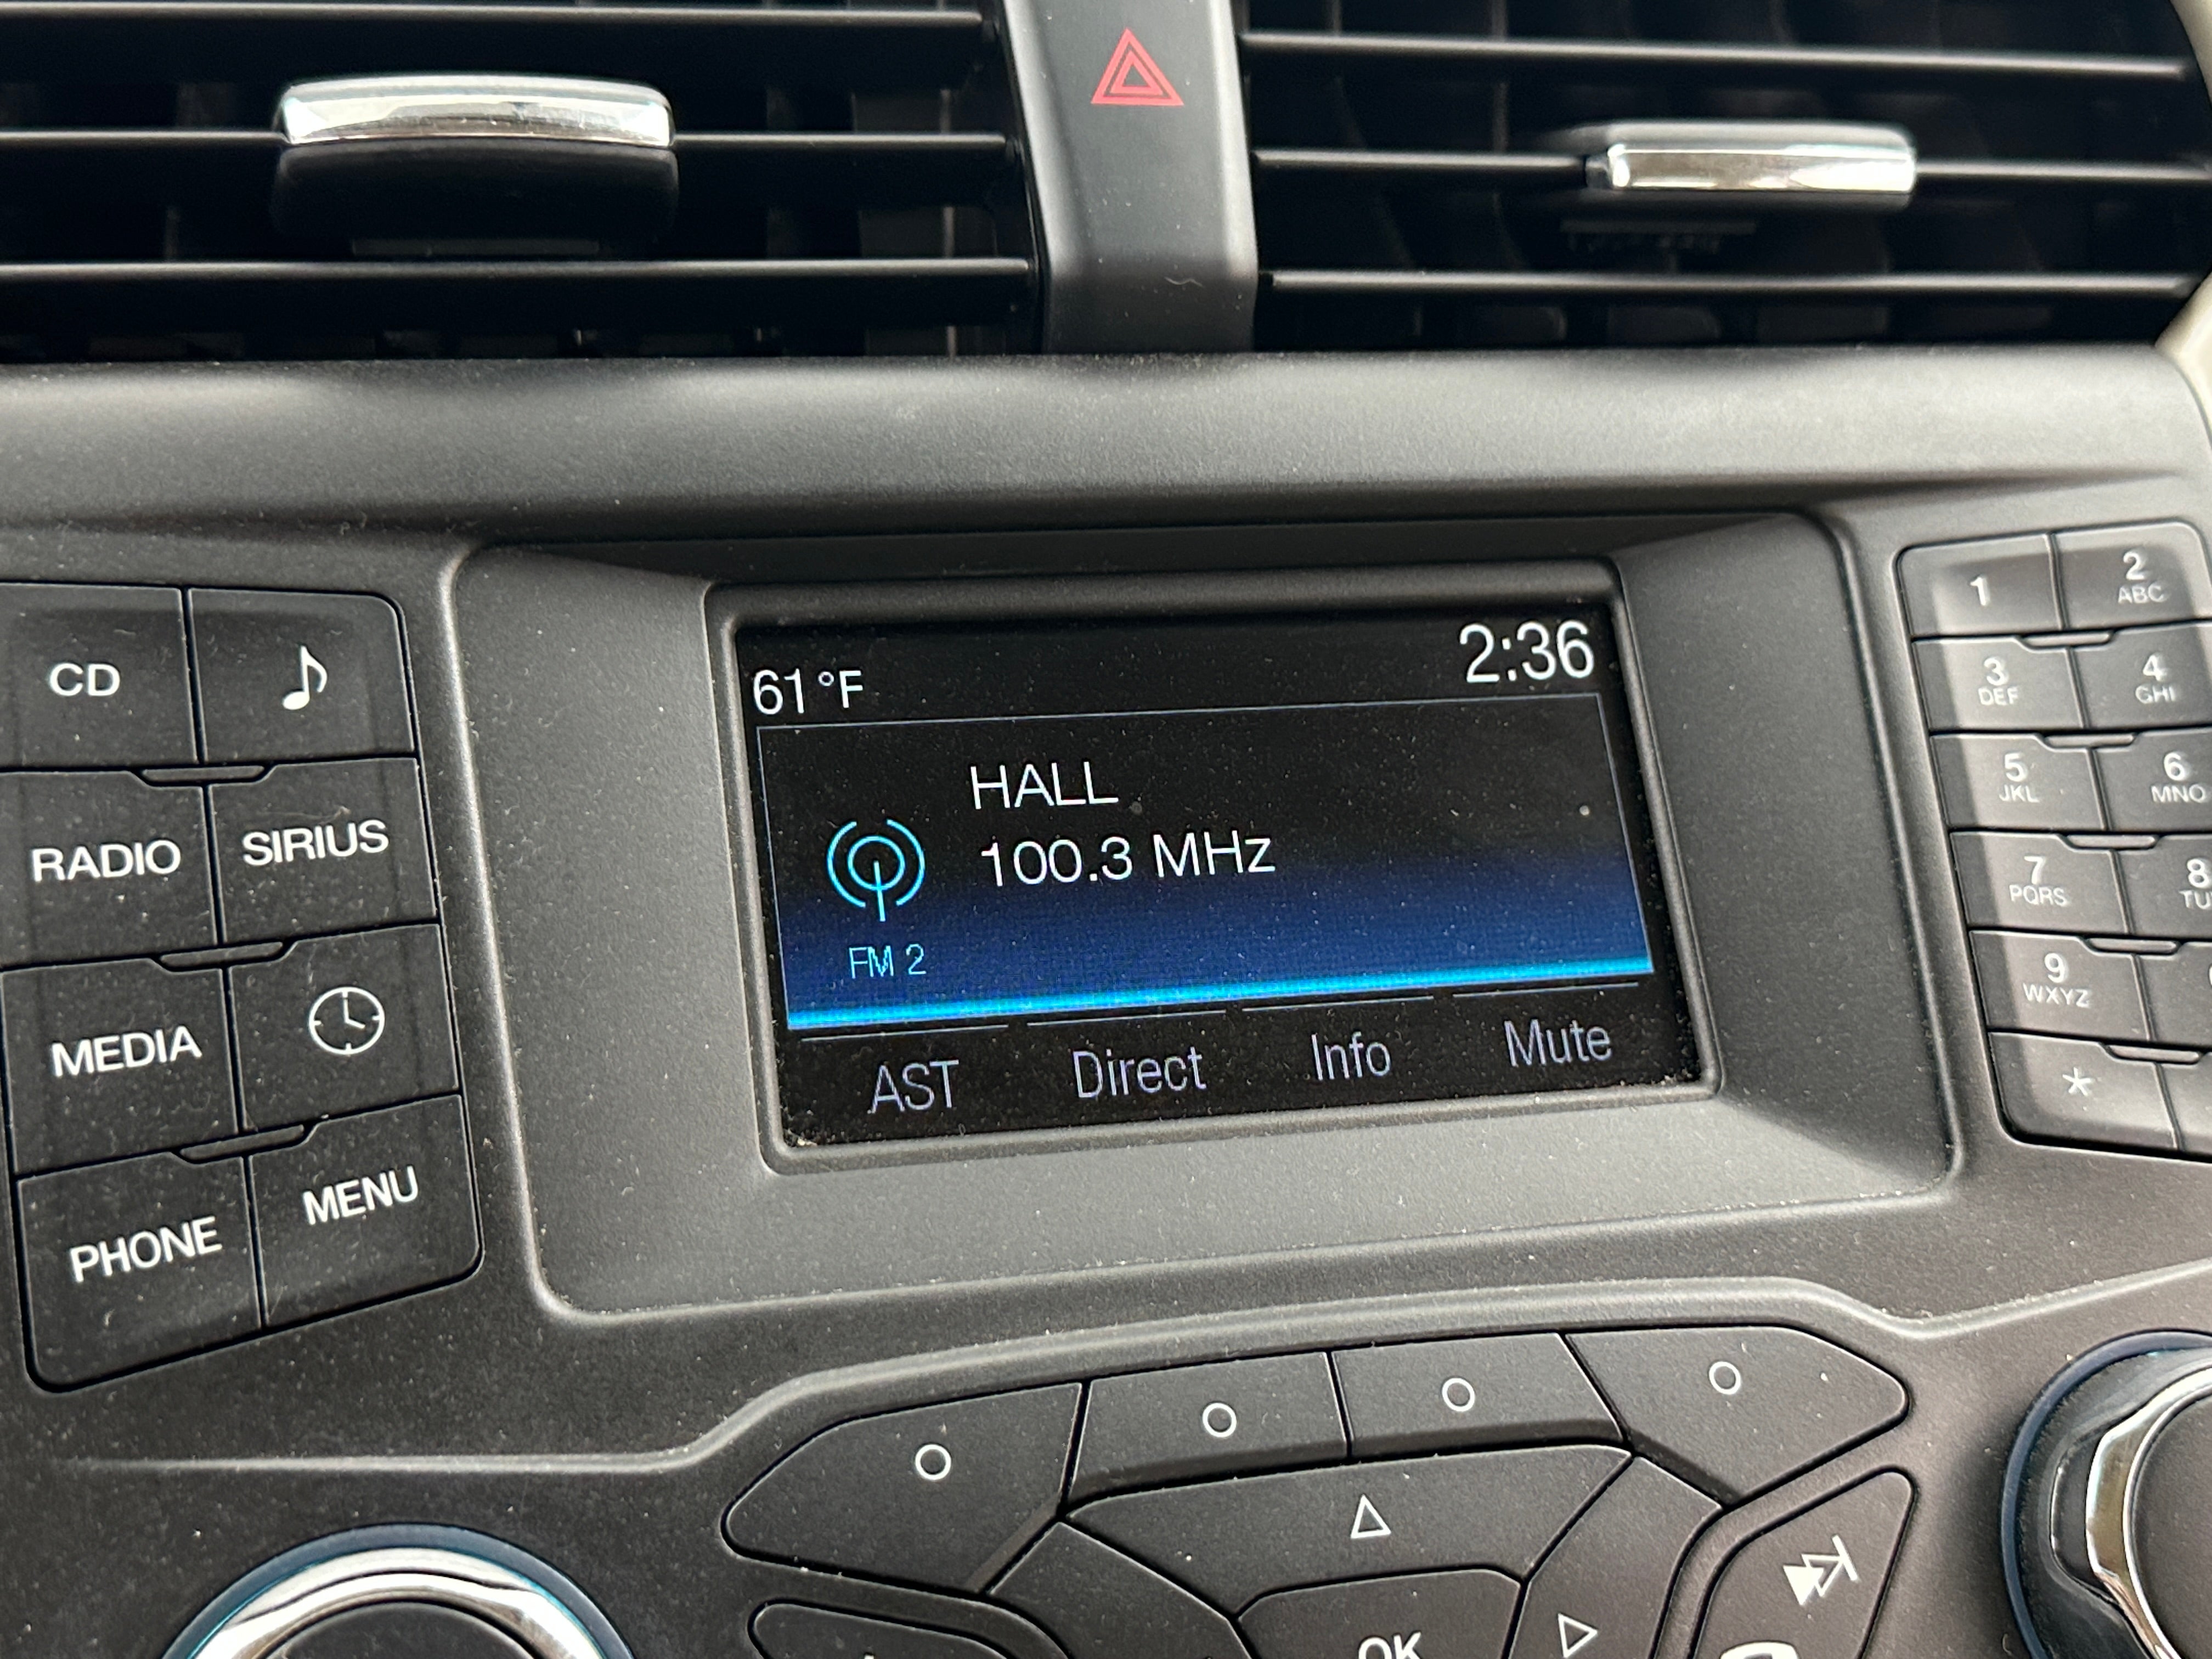 61°F
2:36
HALL
100.3 MHz
FM 2
AST Direct Info Mute
CD
RADIO SIRIUS
MEDIA
PHONE MENU
1 2
ABC
3 4
DEF GHI
5 6
JKL MNO
7 8
PQRS
9
WXYZ
*
OK